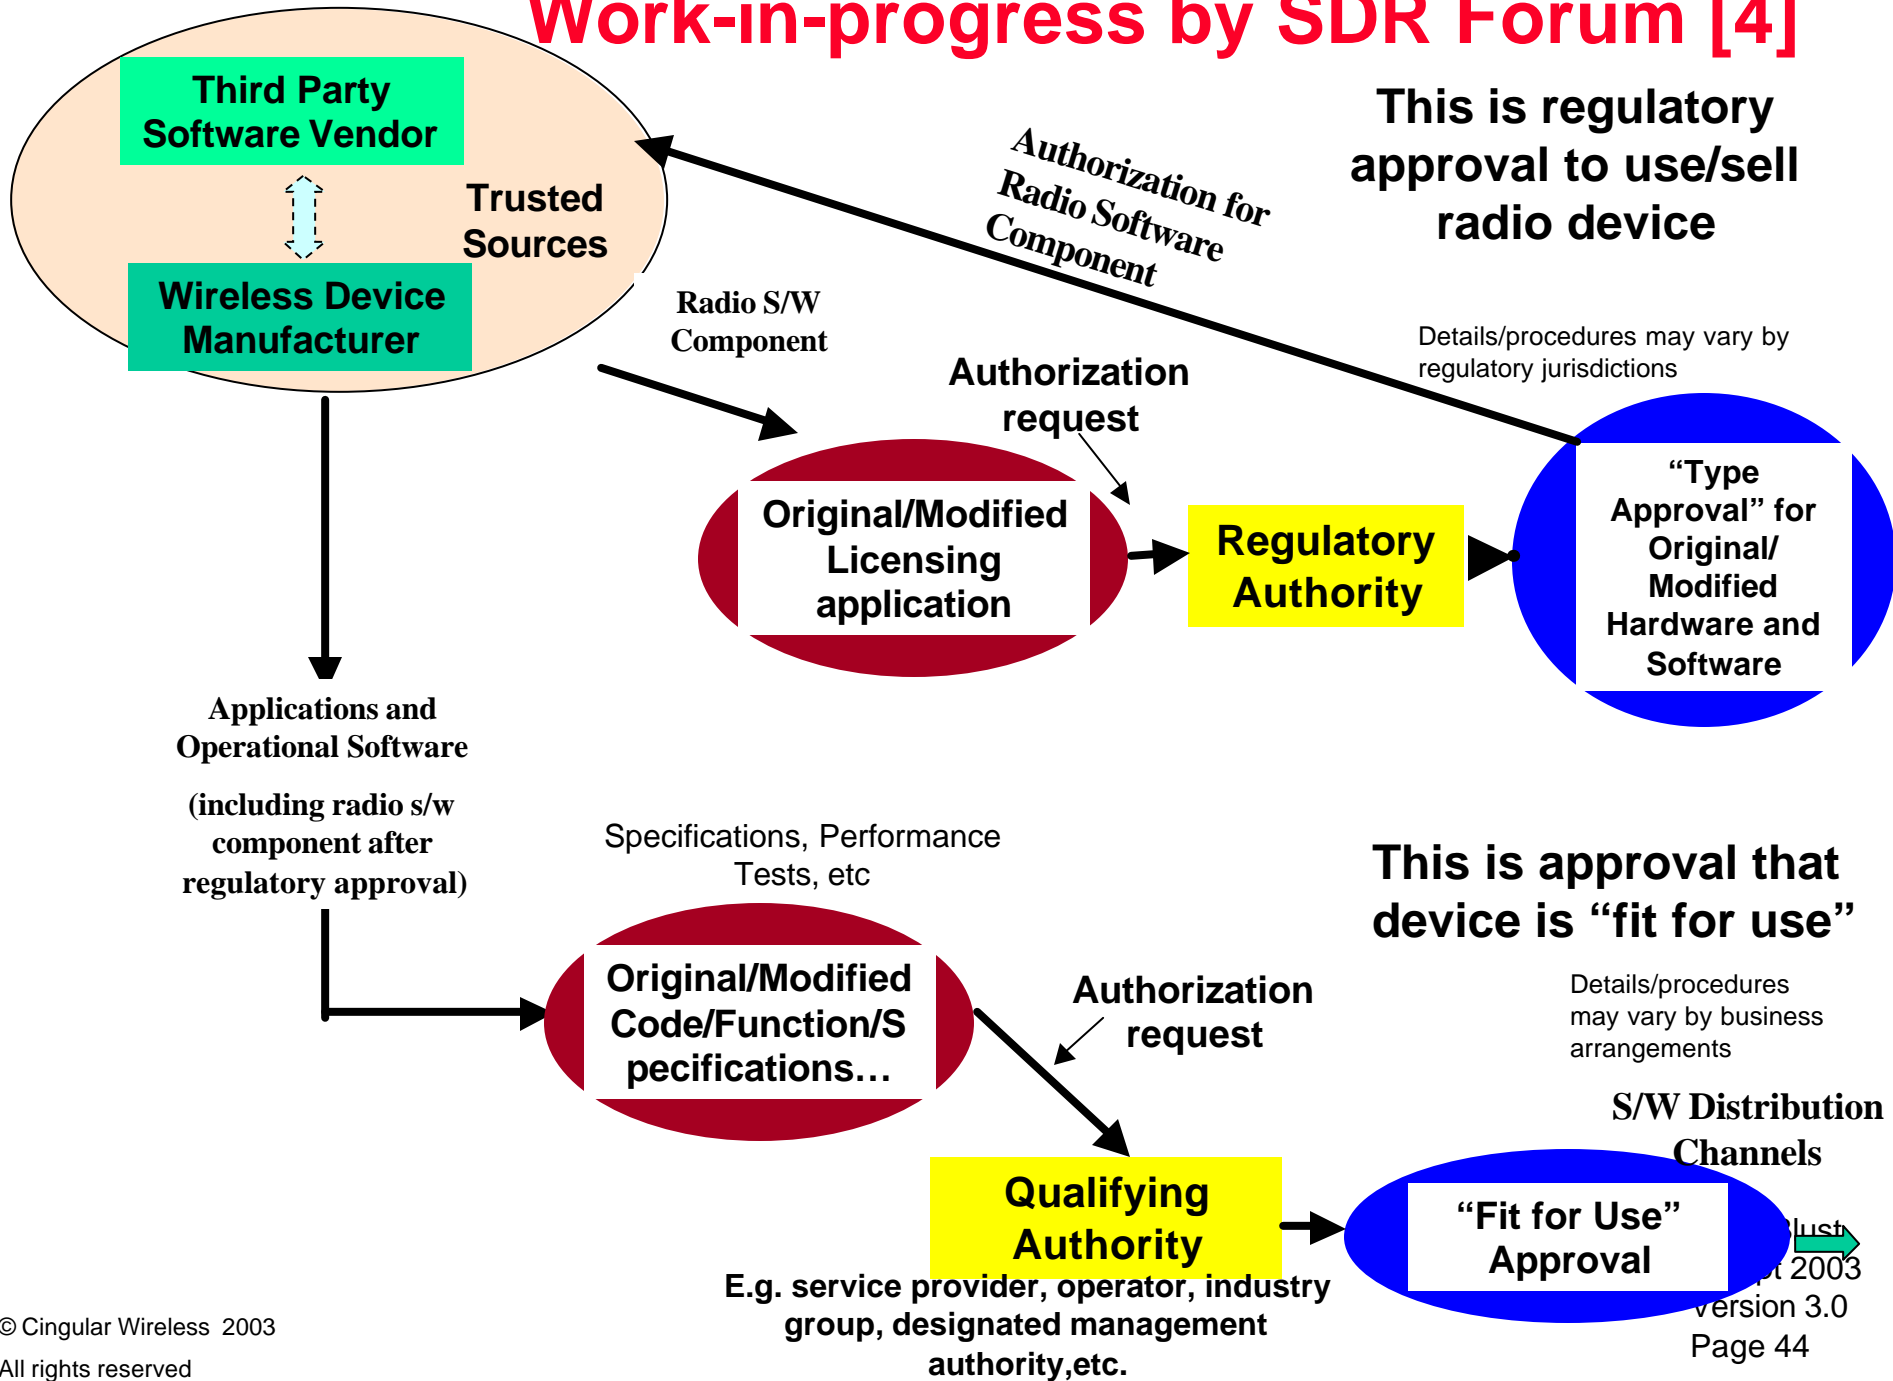 Work-in-progress by SDR Forum [4]
Third Party
Software Vendor
Trusted
Sources
Wireless Device
Manufacturer
Radio S/W
Component
Authorization for
Radio Software
Component
This is regulatory
approval to use/sell
radio device
Details/procedures may vary by
regulatory jurisdictions
Authorization
request
Original/Modified
Licensing
application
Regulatory
Authority
“Type
Approval” for
Original/
Modified
Hardware and
Software
Applications and
Operational Software
(including radio s/w
component after
regulatory approval)
Specifications, Performance
Tests, etc
Original/Modified
Code/Function/S
pecifications…
Authorization
request
This is approval that
device is “fit for use”
Details/procedures
may vary by business
arrangements
S/W Distribution
Channels
Qualifying
Authority
E.g. service provider, operator, industry
group, designated management
authority,etc.
“Fit for Use”
Approval
2003
Version 3.0
Page 44
© Cingular Wireless 2003
All rights reserved